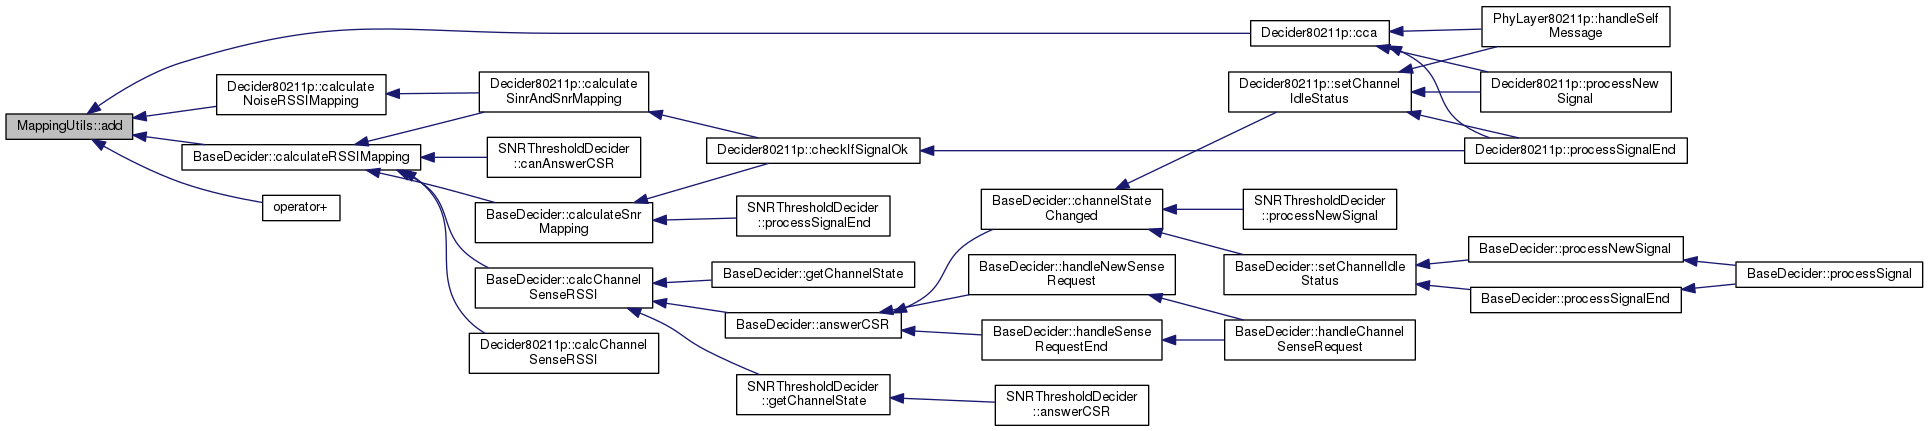 MappingUtils::add
Decider80211p::calculate
NoiseRSSIMapping
BaseDecider::calculateRSSIMapping
operator+
Decider80211p::calculate
SinrAndSnrMapping
SNRThresholdDecider
::canAnswerCSR
BaseDecider::calculateSnr
Mapping
BaseDecider::calcChannel
SenseRSSI
Decider80211p::calcChannel
SenseRSSI
Decider80211p::checkIfSignalOk
SNRThresholdDecider
::processSignalEnd
BaseDecider::getChannelState
BaseDecider::answerCSR
SNRThresholdDecider
::getChannelState
BaseDecider::channelState
Changed
BaseDecider::handleNewSense
Request
BaseDecider::handleSense
RequestEnd
SNRThresholdDecider
::answerCSR
Decider80211p::cca
Decider80211p::setChannel
IdleStatus
SNRThresholdDecider
::processNewSignal
BaseDecider::setChannelIdle
Status
BaseDecider::handleChannel
SenseRequest
PhyLayer80211p::handleSelf
Message
Decider80211p::processNew
Signal
Decider80211p::processSignalEnd
BaseDecider::processNewSignal
BaseDecider::processSignalEnd
BaseDecider::processSignal